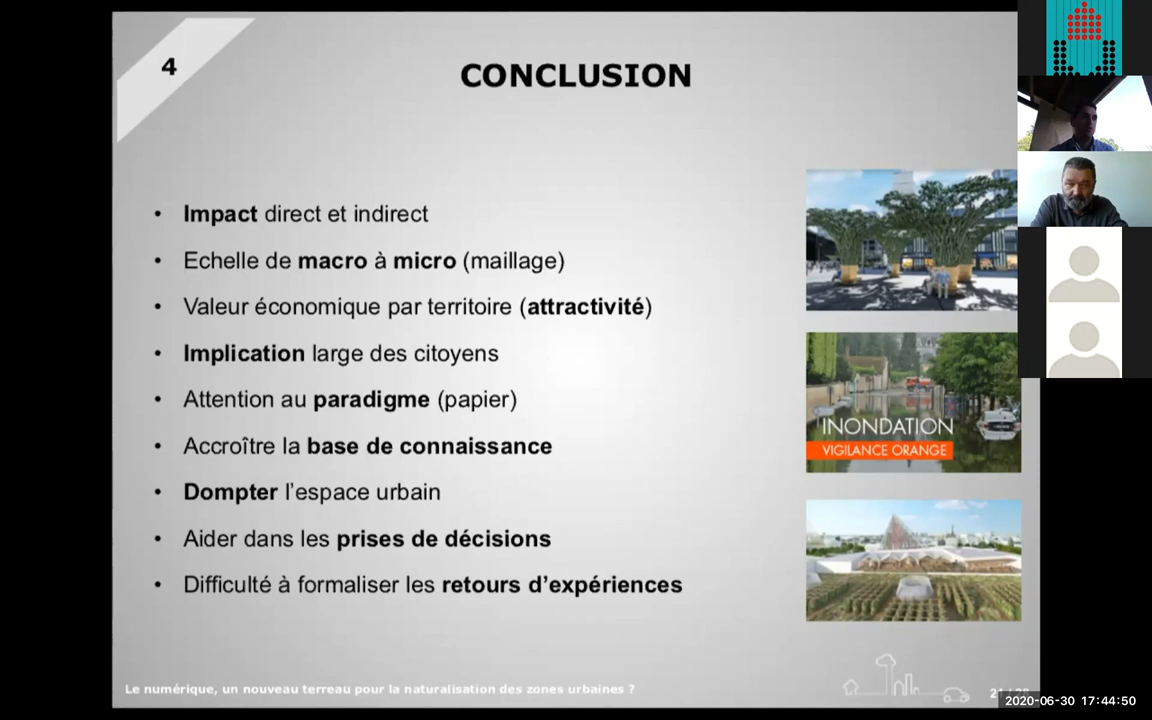 4
CONCLUSION
• Impact direct et indirect
• Echelle de macro à micro (maillage)
• Valeur économique par territoire (attractivité)
• Implication large des citoyens
• Attention au paradigme (papier)
• Accroître la base de connaissance
• Dompter l'espace urbain
• Aider dans les prises de décisions
• Difficulté à formaliser les retours d'expériences
INONDATION
VIGILANCE ORANGE
Le numérique, un nouveau terreau pour la naturalisation des zones urbaines ?
2020-06-30 17:44:50